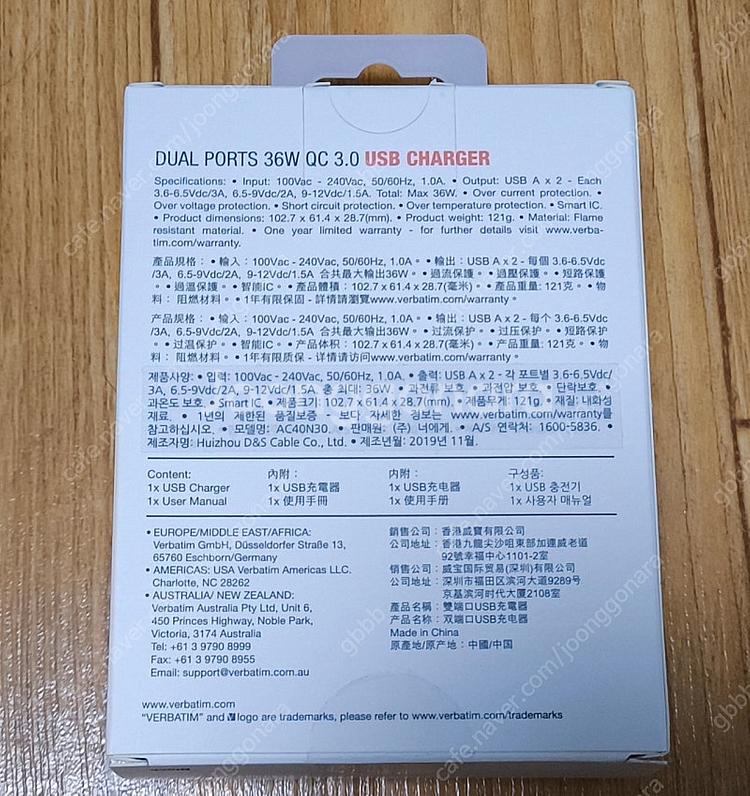 DUAL PORTS 36W QC 3.0 USB CHARGER
Specifications: • Input: 100Vac - 240Vac, 50/60Hz, 1.0A. • Output: USB A x 2 - Each
3.6-6.5Vdc/3A, 6.5-9Vdc/2A, 9-12Vdc/1.5A. Total: Max 36W. • Over current protection. •
Over voltage protection. • Short circuit protection. • Over temperature protection. • Smart IC.
• Product dimensions: 102.7 x 61.4 x 28.7(mm). • Product weight: 121g. • Material: Flame
resistant material. • One year limited warranty - for further details visit www.verba-
tim.com/warranty.
產品規格：• 輸入：100Vac - 240Vac, 50/60Hz, 1.0A。• 輸出：USB A x 2 - 每個 3.6-6.5Vdc
/3A, 6.5-9Vdc/2A, 9-12Vdc/1.5A 合共最大輸出36W。• 過流保護。• 過壓保護。• 短路保護
。• 過溫保護。• 智能IC。• 產品體積：102.7 x 61.4 x 28.7(毫米)。• 產品重量: 121克。• 物
料： 阻燃材料。• 1年有限保固 - 詳情請瀏覽www.verbatim.com/warranty。
产品规格：• 输入：100Vac - 240Vac, 50/60Hz, 1.0A。• 输出：USB A x 2 - 每个 3.6-6.5Vdc
/3A, 6.5-9Vdc/2A, 9-12Vdc/1.5A 合共最大输出36W。• 过流保护。• 过压保护。• 短路保护
。• 过温保护。• 智能IC。• 产品体积：102.7 x 61.4 x 28.7(毫米)。• 产品重量: 121克。• 物
料： 阻燃材料。• 1年有限质保 - 详情请访问www.verbatim.com/warranty。
제품사양: • 입력: 100Vac - 240Vac, 50/60Hz, 1.0A. • 출력: USB A x 2 - 각 포트별 3.6-6.5Vdc/
3A, 6.5-9Vdc/2A, 9-12Vdc/1.5A. 총 최대: 36W. • 과전류 보호. • 과전압 보호. • 단락보호. •
과온도 보호. • Smart IC. • 제품크기: 102.7 x 61.4 x 28.7(mm). • 제품무게: 121g. • 재질: 내화성
재료. • 1년의 제한된 품질보증 - 보다 자세한 정보는 www.verbatim.com/warranty를
참고하십시오. • 모델명: AC40N30. • 판매원: (주) 너에게. • A/S 연락처: 1600-5836. •
제조자명: Huizhou D&S Cable Co., Ltd. • 제조년월: 2019년 11월.
Content: 內附： 内附： 구성품:
1x USB Charger 1x USB充電器 1x USB充电器 1x USB 충전기
1x User Manual 1x 使用手冊 1x 使用手册 1x 사용자 매뉴얼
• EUROPE/MIDDLE EAST/AFRICA:
Verbatim GmbH, Düsseldorfer Straße 13,
65760 Eschborn/Germany
• AMERICAS: USA Verbatim Americas LLC.
Charlotte, NC 28262
• AUSTRALIA/ NEW ZEALAND:
Verbatim Australia Pty Ltd, Unit 6,
450 Princes Highway, Noble Park,
Victoria, 3174 Australia
Tel: +61 3 9790 8999
Fax: +61 3 9790 8955
Email: support@verbatim.com.au
銷售公司：香港威寶有限公司
公司地址：香港九龍尖沙咀東部加連威老道
92號幸福中心1101-2室
销售公司：威宝国际贸易(深圳)有限公司
公司地址：深圳市福田区滨河大道9289号
京基滨河时代大厦2108室
產品名稱：雙端口USB充電器
产品名称：双端口USB充电器
Made in China
原產地/原产地：中國/中国
www.verbatim.com
"VERBATIM" and logo are trademarks, please refer to www.verbatim.com/trademarks
cafe.naver.com/joonggonara